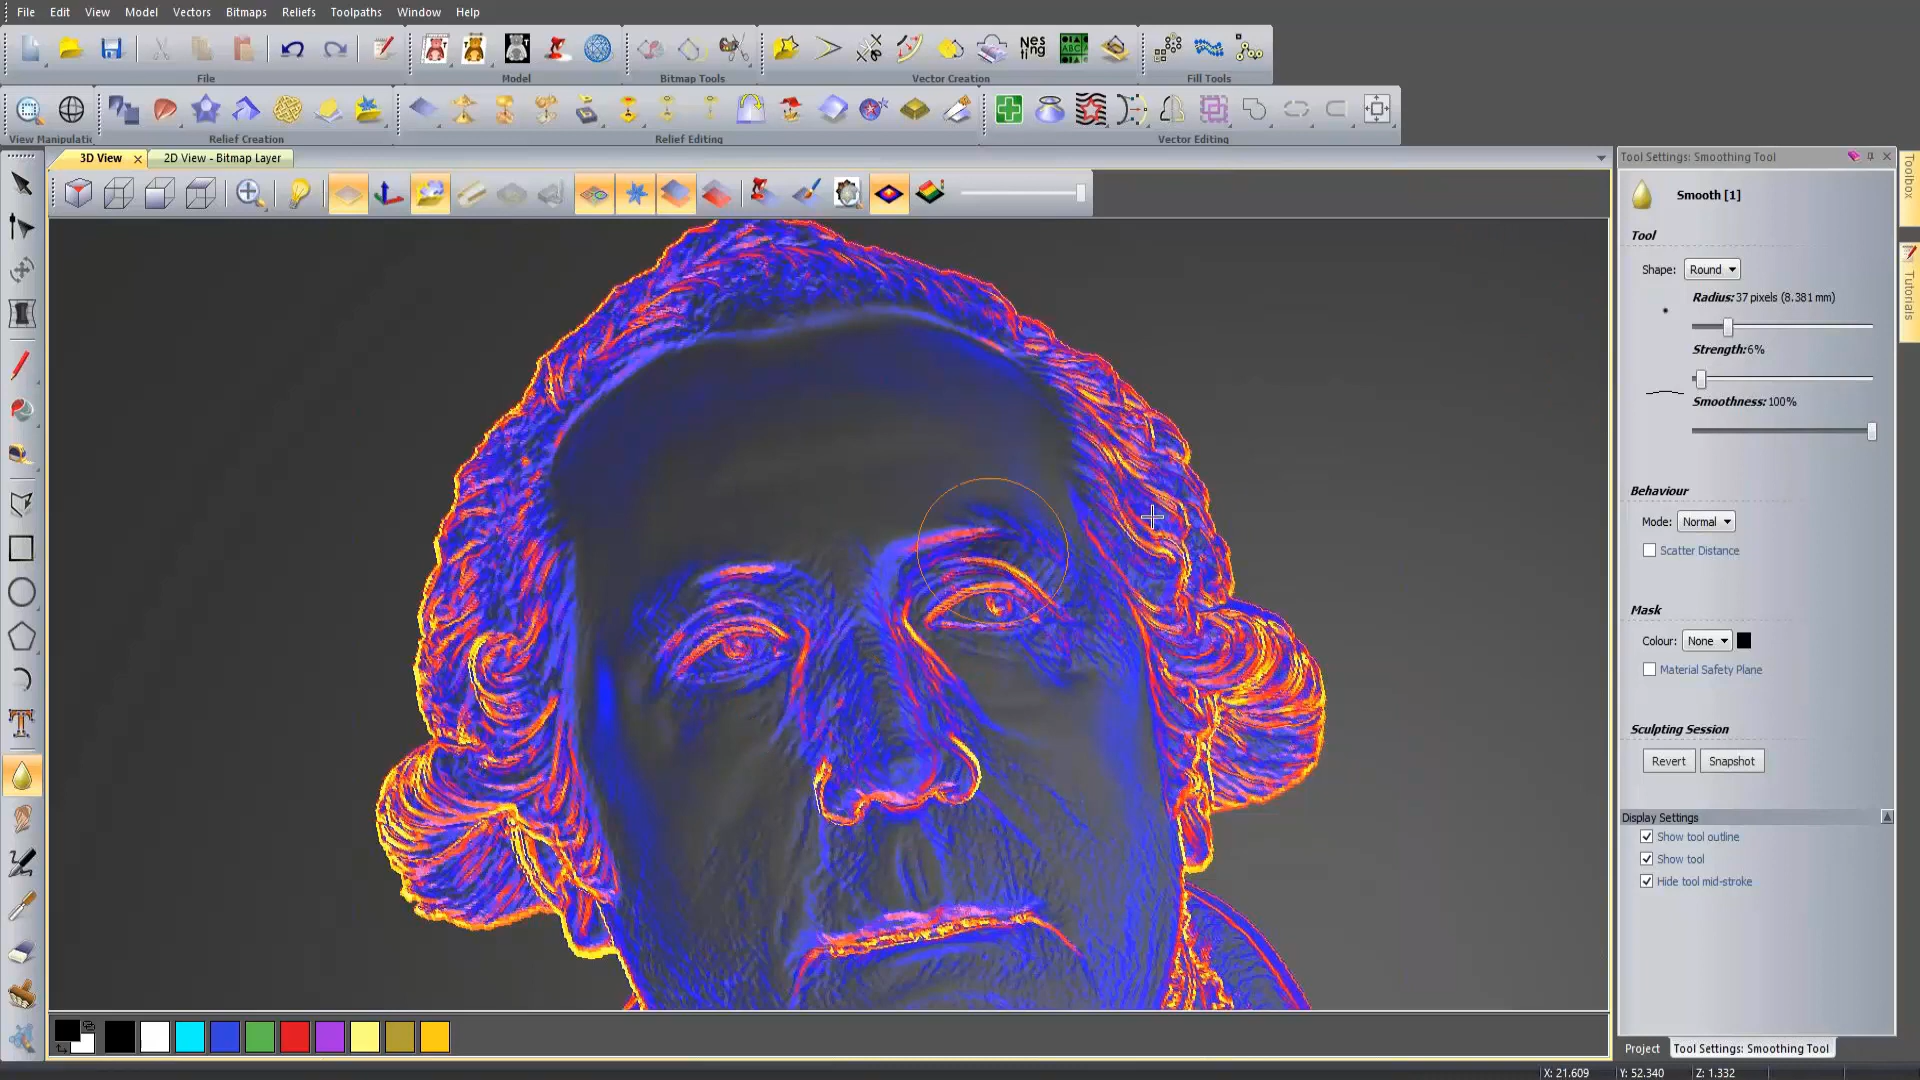 File Edit View Model Vectors Bitmaps Reliefs Toolpaths Window Help
Nes
ting
ABC
File Model Bitmap Tools Vector Creation Fill Tools
View Manipulatic Relief Creation Relief Editing Vector Editing
3D View 2D View - Bitmap Layer
Tool Settings: Smoothing Tool
Toolbox
Tutorials
Smooth [1]
Tool
Shape: Round
Radius: 37 pixels (8.381 mm)
Strength: 6%
Smoothness: 100%
Behaviour
Mode: Normal
Scatter Distance
Mask
Colour: None
Material Safety Plane
Sculpting Session
Revert Snapshot
Display Settings
Show tool outline
Show tool
Hide tool mid-stroke
Project Tool Settings: Smoothing Tool
X: 21.609 Y: 52.340 Z: 1.332